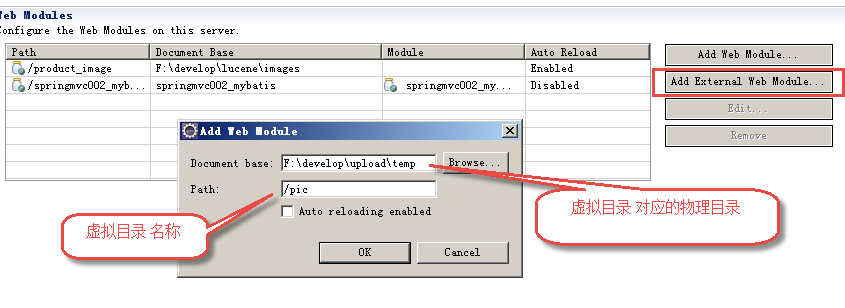 Web Modules
Configure the Web Modules on this server.
Path Document Base Module Auto Reload
/product_image F:\develop\lucene\images Enabled
/springmvc002_myb... springmvc002_mybatis springmvc002_my... Disabled
Add Web Module...
Add External Web Module...
Edit...
Remove
Add Web Module
Document base: F:\develop\upload\temp Browse...
Path: /pic
Auto reloading enabled
OK Cancel
虚拟目录 名称
虚拟目录 对应的物理目录